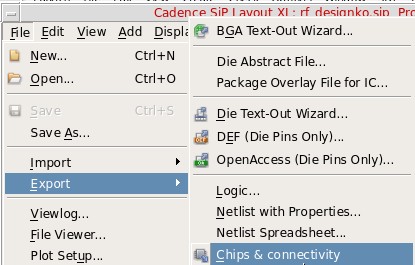 Cadence SiP Layout XL: rf_designko.sip Pro
File Edit View Add Displa
New... Ctrl+N
Open... Ctrl+O
Save Ctrl+S
Save As...
Import
Export
Viewlog...
File Viewer...
Plot Setup...
BGA Text-Out Wizard...
Die Abstract File...
Package Overlay File for IC...
Die Text-Out Wizard...
DEF (Die Pins Only)...
OpenAccess (Die Pins Only)...
Logic...
Netlist with Properties...
Netlist Spreadsheet...
Chips & connectivity